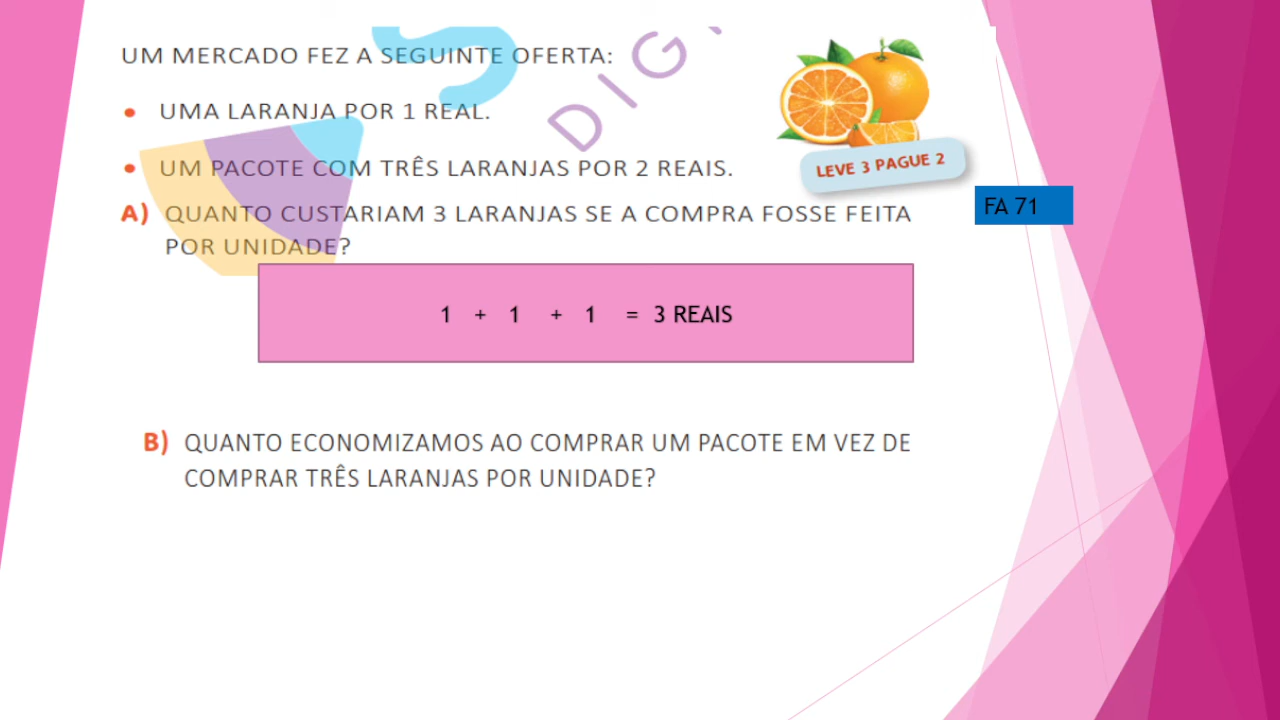 UM MERCADO FEZ A SEGUINTE OFERTA:
• UMA LARANJA POR 1 REAL.
• UM PACOTE COM TRÊS LARANJAS POR 2 REAIS.
LEVE 3 PAGUE 2
A) QUANTO CUSTARIAM 3 LARANJAS SE A COMPRA FOSSE FEITA
POR UNIDADE?
FA 71
1 + 1 + 1 = 3 REAIS
B) QUANTO ECONOMIZAMOS AO COMPRAR UM PACOTE EM VEZ DE
COMPRAR TRÊS LARANJAS POR UNIDADE?